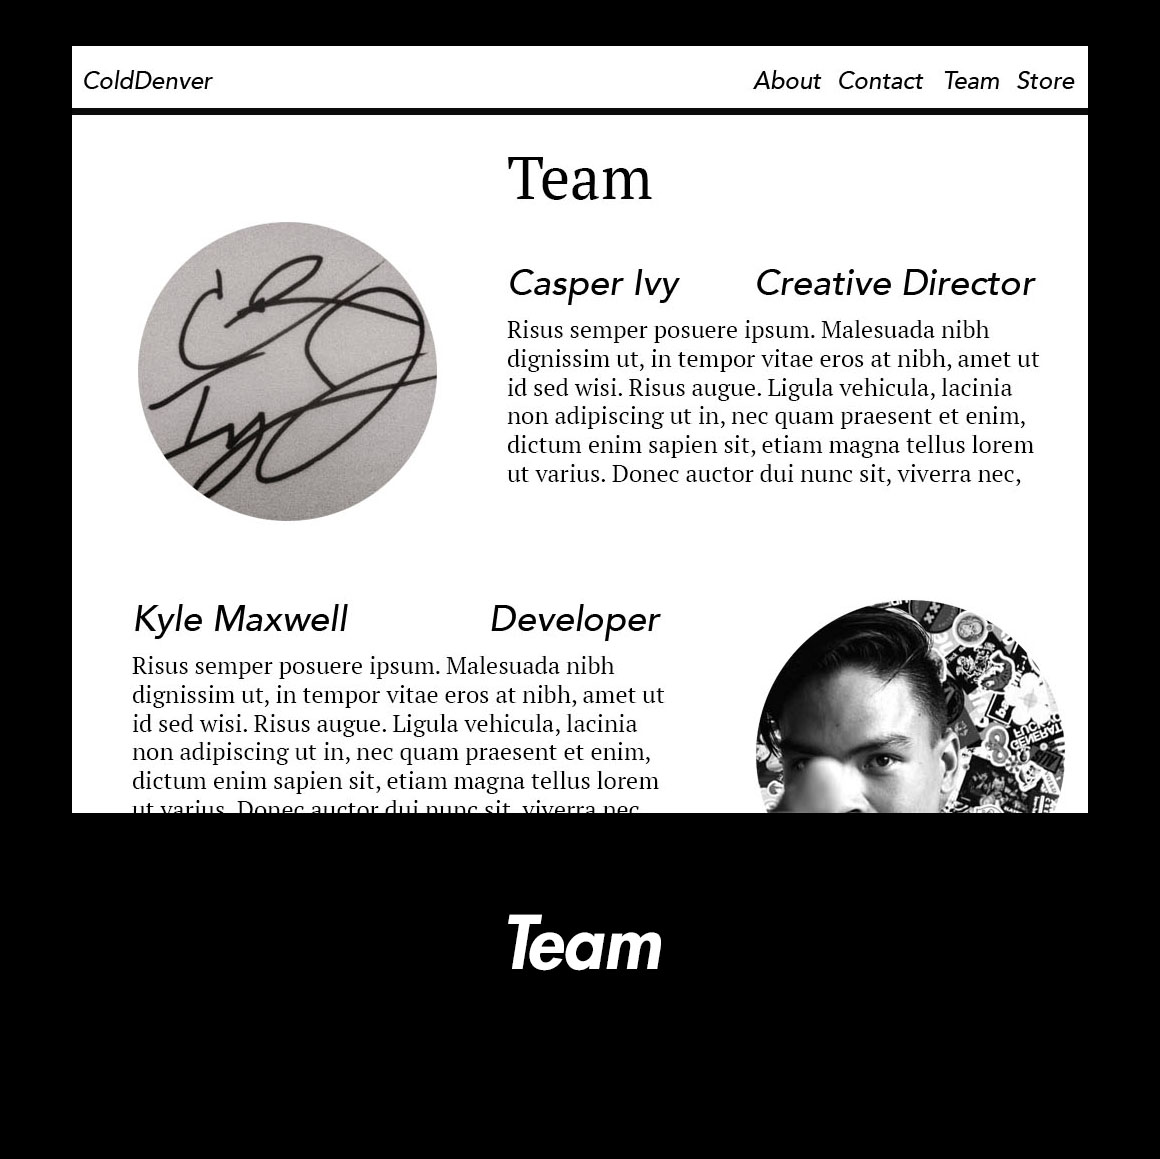 ColdDenver
About Contact Team Store
Team
Casper Ivy Creative Director
Risus semper posuere ipsum. Malesuada nibh
dignissim ut, in tempor vitae eros at nibh, amet ut
id sed wisi. Risus augue. Ligula vehicula, lacinia
non adipiscing ut in, nec quam praesent et enim,
dictum enim sapien sit, etiam magna tellus lorem
ut varius. Donec auctor dui nunc sit, viverra nec,
Kyle Maxwell Developer
Risus semper posuere ipsum. Malesuada nibh
dignissim ut, in tempor vitae eros at nibh, amet ut
id sed wisi. Risus augue. Ligula vehicula, lacinia
non adipiscing ut in, nec quam praesent et enim,
dictum enim sapien sit, etiam magna tellus lorem
ut varius. Donec auctor dui nunc sit, viverra nec
Team